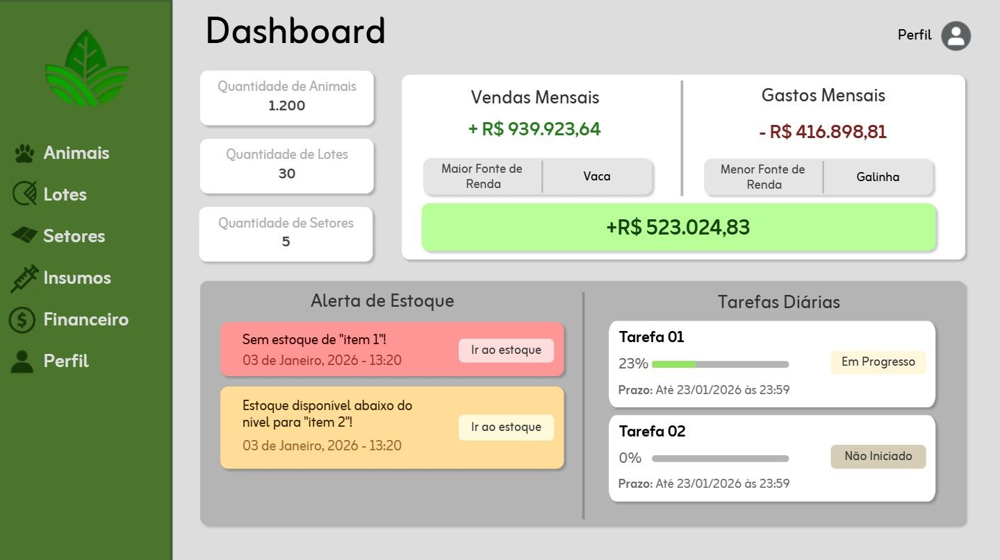 Dashboard
Perfil
Animais
Lotes
Setores
Insumos
Financeiro
Perfil
Quantidade de Animais
1.200
Quantidade de Lotes
30
Quantidade de Setores
5
Vendas Mensais
+ R$ 939.923,64
Maior Fonte de
Renda
Vaca
Gastos Mensais
- R$ 416.898,81
Menor Fonte de
Renda
Galinha
+R$ 523.024,83
Alerta de Estoque
Sem estoque de "item 1"!
03 de Janeiro, 2026 - 13:20
Ir ao estoque
Estoque disponível abaixo do
nível para "item 2"!
03 de Janeiro, 2026 - 13:20
Ir ao estoque
Tarefas Diárias
Tarefa 01
23%
Em Progresso
Prazo: Até 23/01/2026 às 23:59
Tarefa 02
0%
Não Iniciado
Prazo: Até 23/01/2026 às 23:59